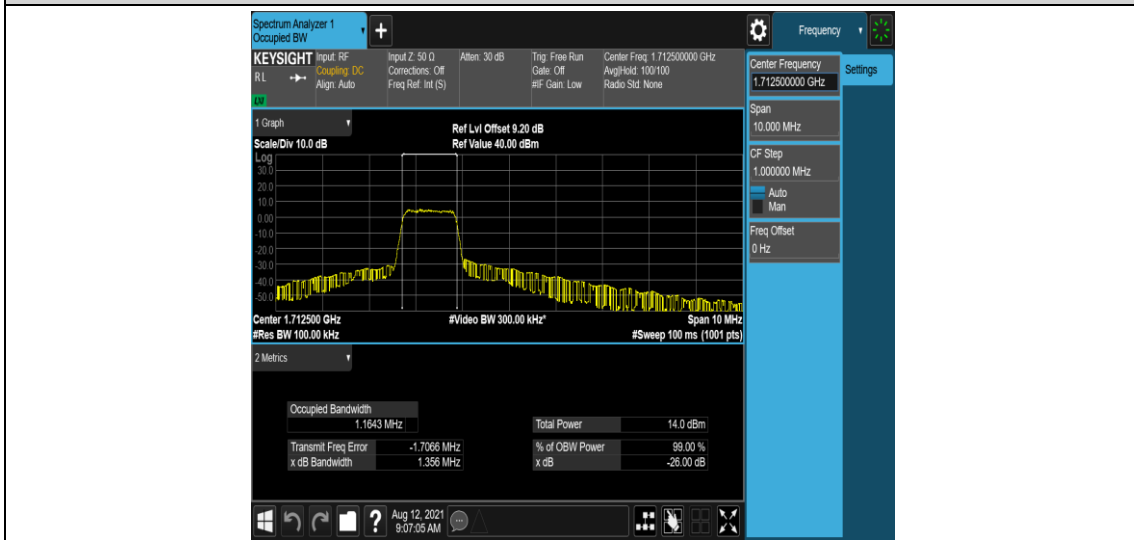 Spectrum Analyzer 1
Occupied BW
Frequency
KEYSIGHT
RL
Input: RF
Coupling: DC
Align: Auto
Input Z: 50 Ω
Corrections: Off
Freq Ref: Int (S)
Atten: 30 dB
Trig: Free Run
Gate: Off
#IF Gain: Low
Center Freq: 1.712500000 GHz
Avg|Hold: 100/100
Radio Std: None
Center Frequency
1.712500000 GHz
Settings
Span
10.000 MHz
CF Step
1.000000 MHz
Auto
Man
Freq Offset
0 Hz
1 Graph
Scale/Div 10.0 dB
Ref Lvl Offset 9.20 dB
Ref Value 40.00 dBm
Log
30.0
20.0
10.0
0.00
-10.0
-20.0
-30.0
-40.0
-50.0
Center 1.712500 GHz
#Video BW 300.00 kHz*
Span 10 MHz
#Res BW 100.00 kHz
#Sweep 100 ms (1001 pts)
2 Metrics
Occupied Bandwidth
1.1643 MHz
Total Power 14.0 dBm
Transmit Freq Error -1.7066 MHz
% of OBW Power 99.00 %
x dB Bandwidth 1.356 MHz
x dB -26.00 dB
?
Aug 12, 2021
9:07:05 AM